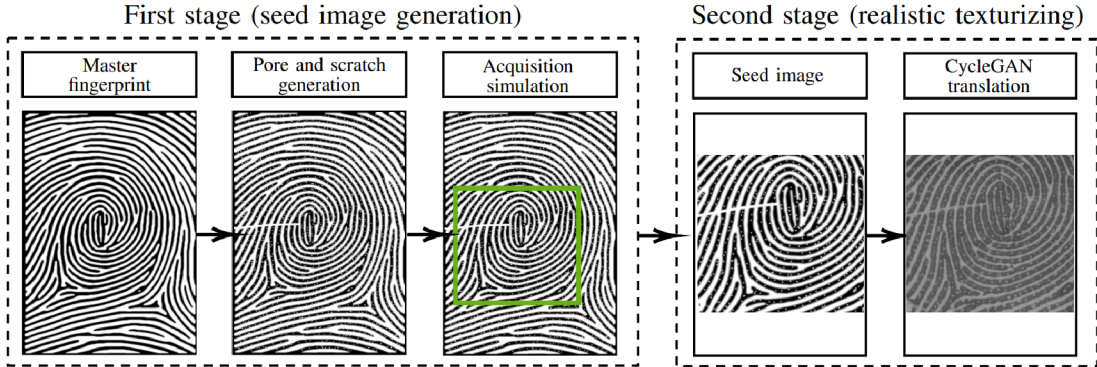 First stage (seed image generation)
Second stage (realistic texturizing)
Master
fingerprint
Pore and scratch
generation
Acquisition
simulation
Seed image
CycleGAN
translation